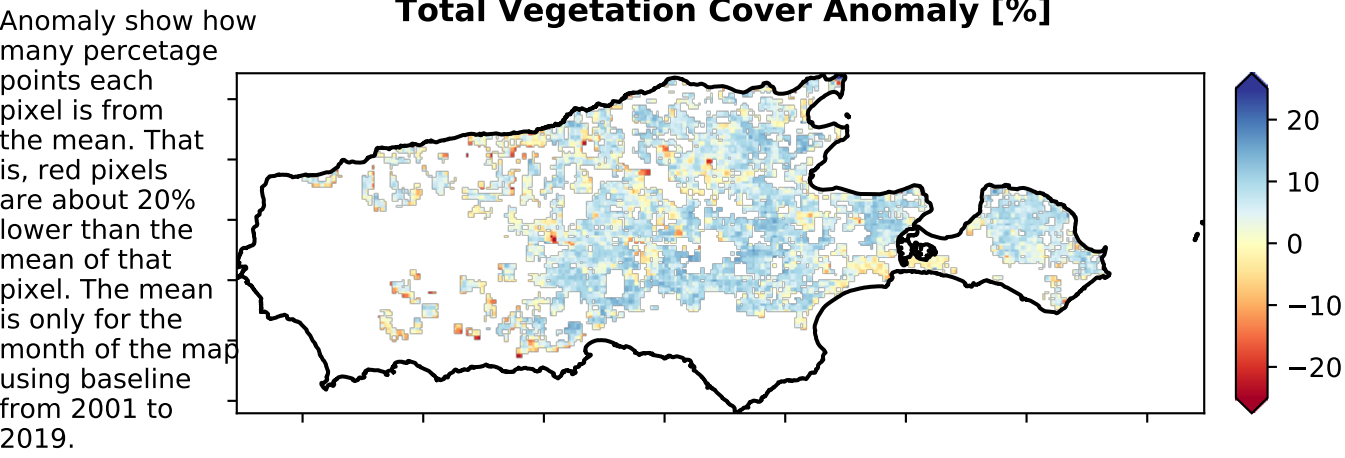 Total Vegetation Cover Anomaly [%]
Anomaly show how
many percetage
points each
pixel is from
the mean. That
is, red pixels
are about 20%
lower than the
mean of that
pixel. The mean
is only for the
month of the map
using baseline
from 2001 to
2019.
20
10
0
−10
−20